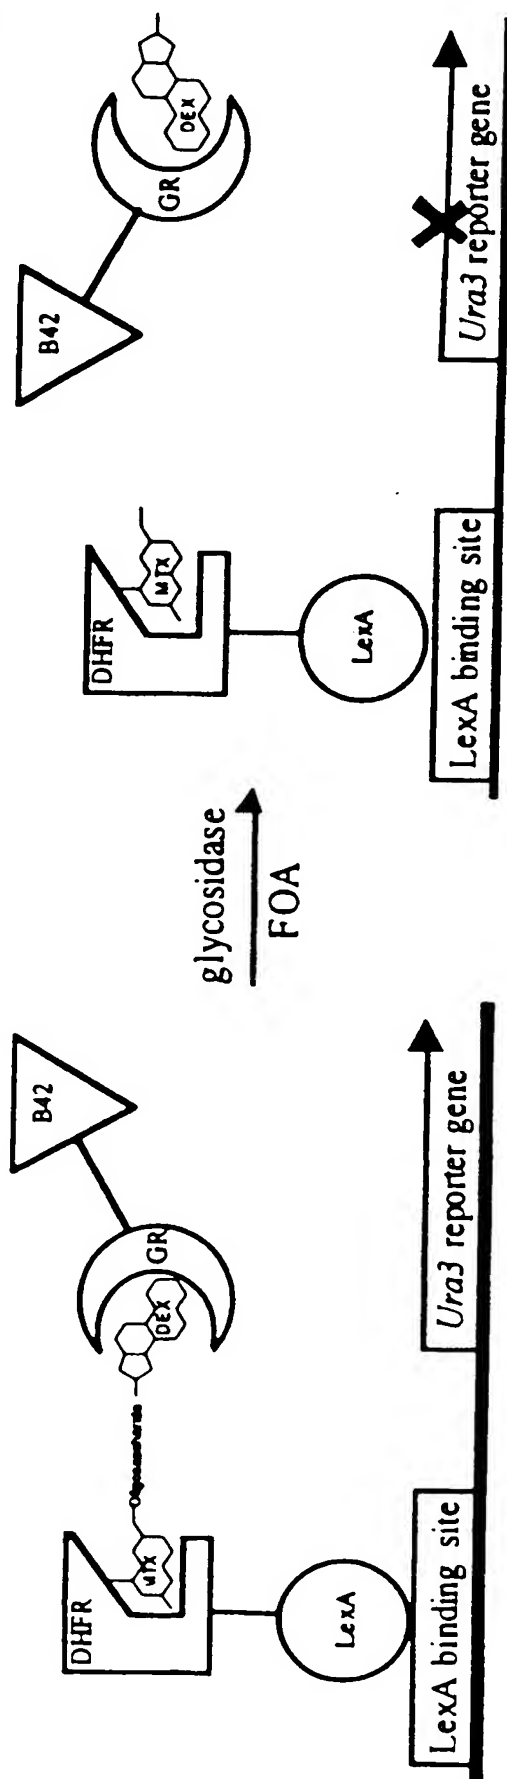 B42
GR
DEX
Oligosaccharide
MTX
DHFR
LexA
LexA binding site
Ura3 reporter gene
glycosidase
FOA
DHFR
MTX
LexA
LexA binding site
B42
GR
DEX
Ura3 reporter gene